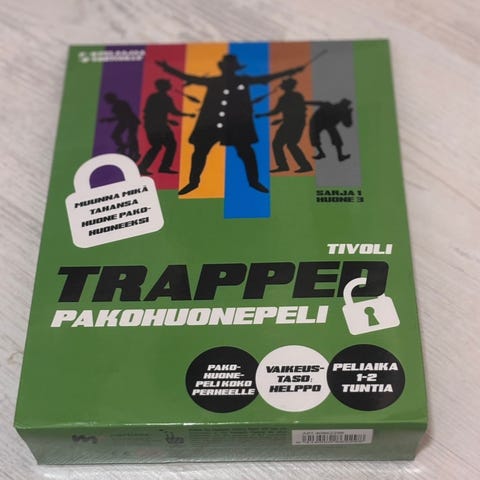 MUUNNA MIKÄ
TAHANSA
HUONE PAKO-
HUONEEKSI
SARJA 1
HUONE 3
TIVOLI
TRAPPED
PAKOHUONEPELI
PAKO-
HUONE-
PELI KOKO
PERHEELLE
VAIKEUS-
TASO:
HELPPO
PELIAIKA
1-2
TUNTIA